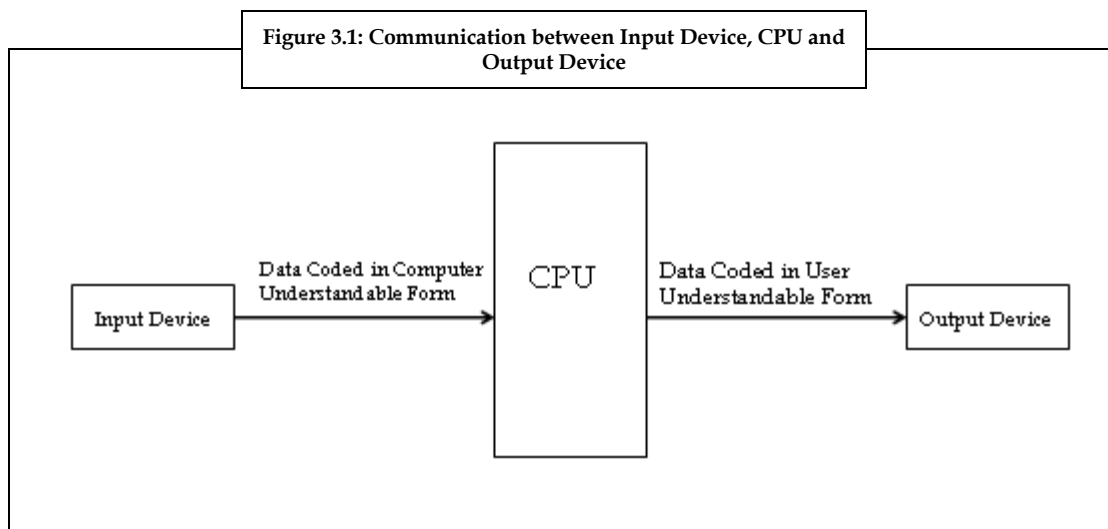 Figure 3.1: Communication between Input Device, CPU and
Output Device
Data Coded in Computer
Understandable Form
Input Device
CPU
Data Coded in User
Understandable Form
Output Device